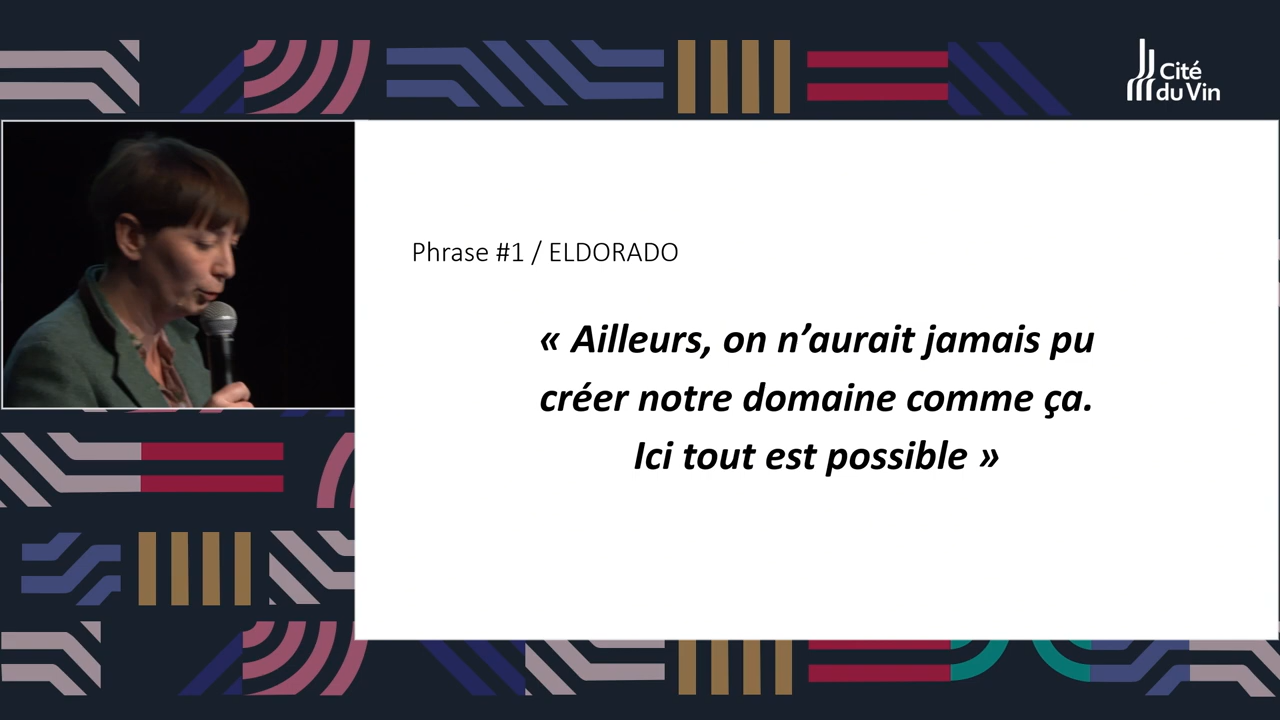 Cité
du Vin
Phrase #1 / ELDORADO
« Ailleurs, on n’aurait jamais pu
créer notre domaine comme ça.
Ici tout est possible »